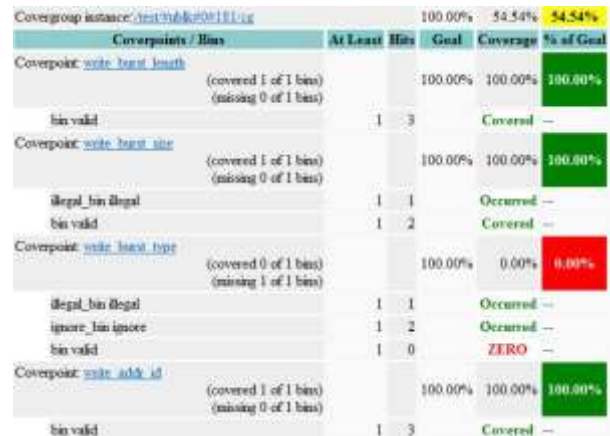 Covergroup instance: /test/#ublk#0#181/cg 100.00% 54.54% 54.54%
Coverpoints / Bins At Least Hits Goal Coverage % of Goal
Coverpoint: write_burst_length
(covered 1 of 1 bins) 100.00% 100.00% 100.00%
(missing 0 of 1 bins)
bin valid 1 3 Covered --
Coverpoint: write_burst_size
(covered 1 of 1 bins) 100.00% 100.00% 100.00%
(missing 0 of 1 bins)
illegal_bin illegal 1 1 Occurred --
bin valid 1 2 Covered --
Coverpoint: write_burst_type
(covered 0 of 1 bins) 100.00% 0.00% 0.00%
(missing 1 of 1 bins)
illegal_bin illegal 1 1 Occurred --
ignore_bin ignore 1 2 Occurred --
bin valid 1 0 ZERO --
Coverpoint: write_addr_id
(covered 1 of 1 bins) 100.00% 100.00% 100.00%
(missing 0 of 1 bins)
bin valid 1 3 Covered --